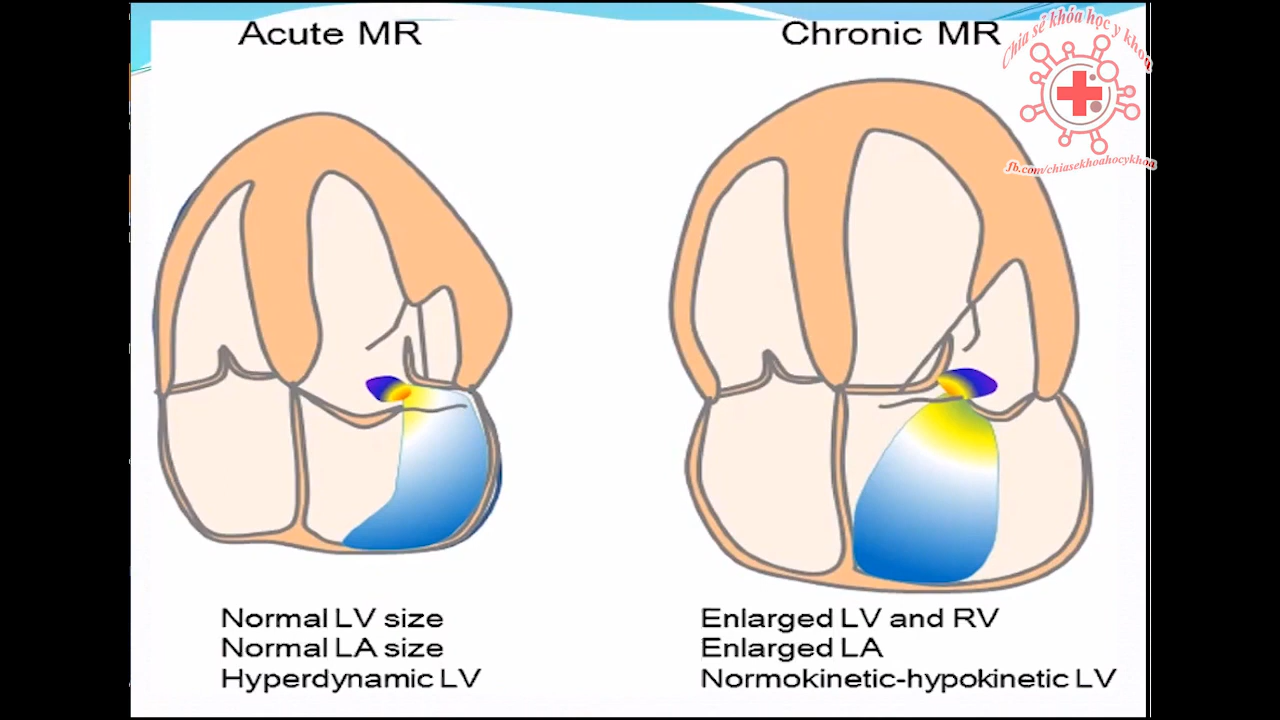 Acute MR
Chronic MR
Chia sẻ khóa học y khoa
fb.com/chiasekhoahocykhoa
Normal LV size
Normal LA size
Hyperdynamic LV
Enlarged LV and RV
Enlarged LA
Normokinetic-hypokinetic LV